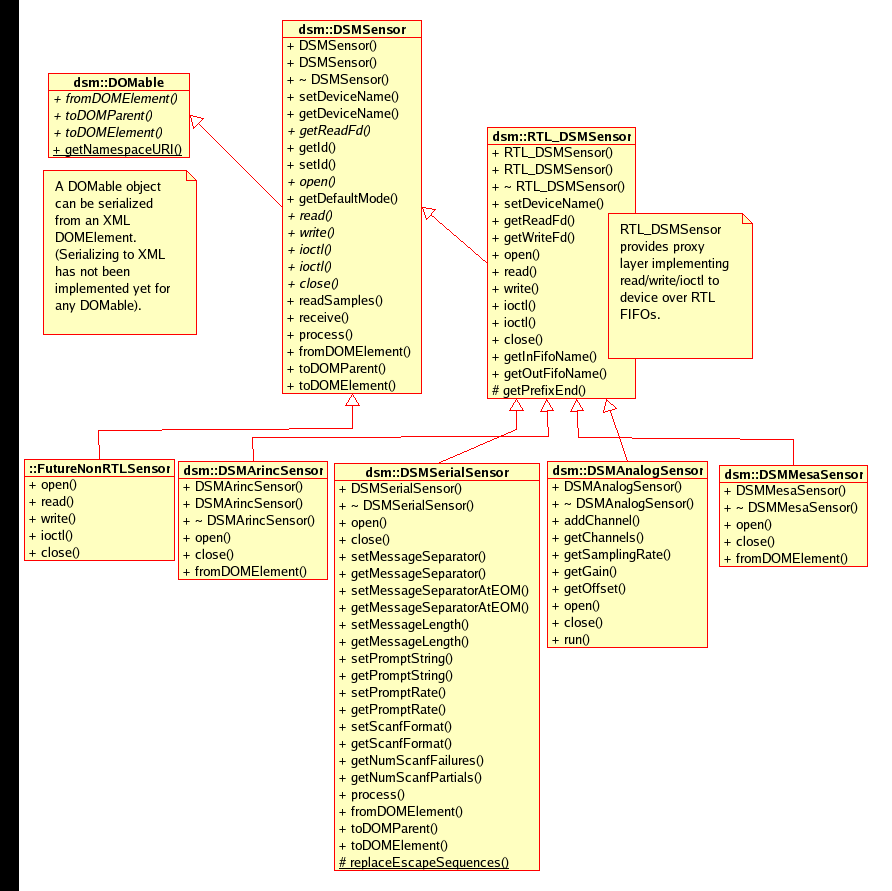 dsm::DSMSensor
+ DSMSensor()
+ DSMSensor()
+ ~ DSMSensor()
+ setDeviceName()
+ getDeviceName()
+ getReadFd()
+ getId()
+ setId()
+ open()
+ getDefaultMode()
+ read()
+ write()
+ ioctl()
+ ioctl()
+ close()
+ readSamples()
+ receive()
+ process()
+ fromDOMElement()
+ toDOMParent()
+ toDOMElement()
dsm::DOMable
+ fromDOMElement()
+ toDOMParent()
+ toDOMElement()
+ getNamespaceURI()
A DOMable object
can be serialized
from an XML
DOMElement.
(Serializing to XML
has not been
implemented yet for
any DOMable).
dsm::RTL_DSMSensor
+ RTL_DSMSensor()
+ RTL_DSMSensor()
+ ~ RTL_DSMSensor()
+ setDeviceName()
+ getReadFd()
+ getWriteFd()
+ open()
+ read()
+ write()
+ ioctl()
+ ioctl()
+ close()
+ getInFifoName()
+ getOutFifoName()
# getPrefixEnd()
RTL_DSMSensor
provides proxy
layer implementing
read/write/ioctl to
device over RTL
FIFOs.
::FutureNonRTLSensor
+ open()
+ read()
+ write()
+ ioctl()
+ close()
dsm::DSMArincSensor
+ DSMArincSensor()
+ DSMArincSensor()
+ ~ DSMArincSensor()
+ open()
+ close()
+ fromDOMElement()
dsm::DSMSerialSensor
+ DSMSerialSensor()
+ ~ DSMSerialSensor()
+ open()
+ close()
+ setMessageSeparator()
+ getMessageSeparator()
+ setMessageSeparatorAtEOM()
+ getMessageSeparatorAtEOM()
+ setMessageLength()
+ getMessageLength()
+ setPromptString()
+ getPromptString()
+ setPromptRate()
+ getPromptRate()
+ setScanfFormat()
+ getScanfFormat()
+ getNumScanfFailures()
+ getNumScanfPartials()
+ process()
+ fromDOMElement()
+ toDOMParent()
+ toDOMElement()
# replaceEscapeSequences()
dsm::DSMAnalogSensor
+ DSMAnalogSensor()
+ ~ DSMAnalogSensor()
+ addChannel()
+ getChannels()
+ getSamplingRate()
+ getGain()
+ getOffset()
+ open()
+ close()
+ run()
dsm::DSMMesaSensor
+ DSMMesaSensor()
+ ~ DSMMesaSensor()
+ open()
+ close()
+ fromDOMElement()